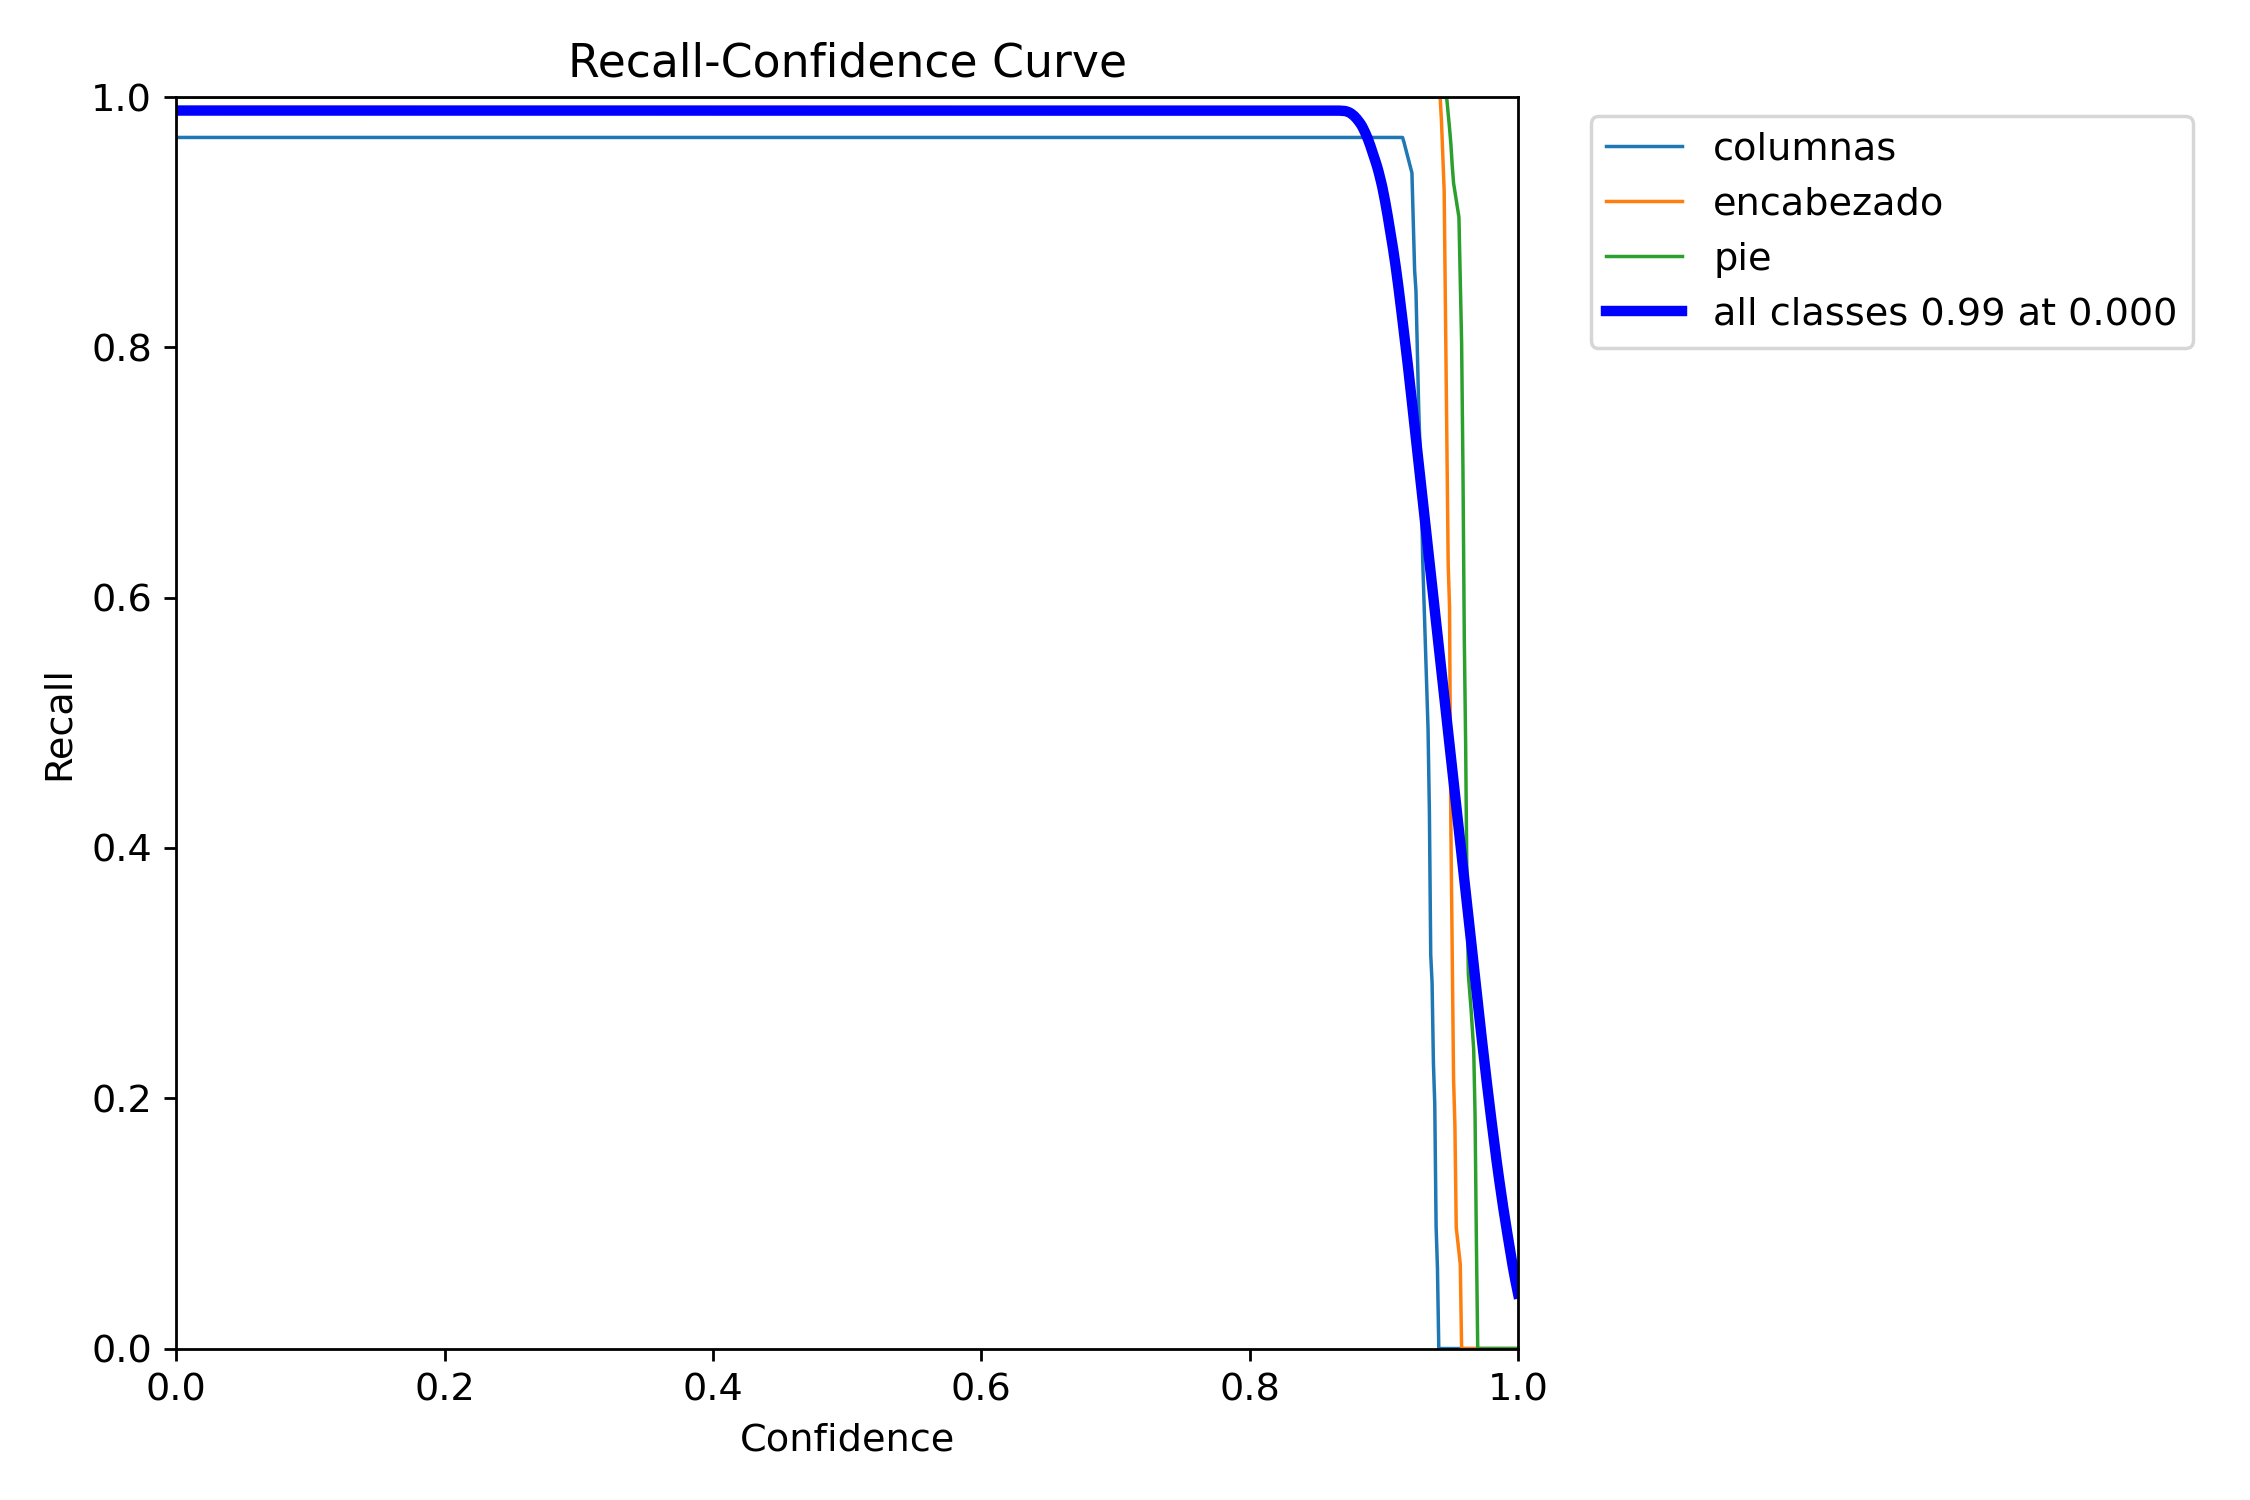 Recall-Confidence Curve
1.0
0.8
0.6
0.4
0.2
0.0
Recall
0.0 0.2 0.4 0.6 0.8 1.0
Confidence
columnas
encabezado
pie
all classes 0.99 at 0.000